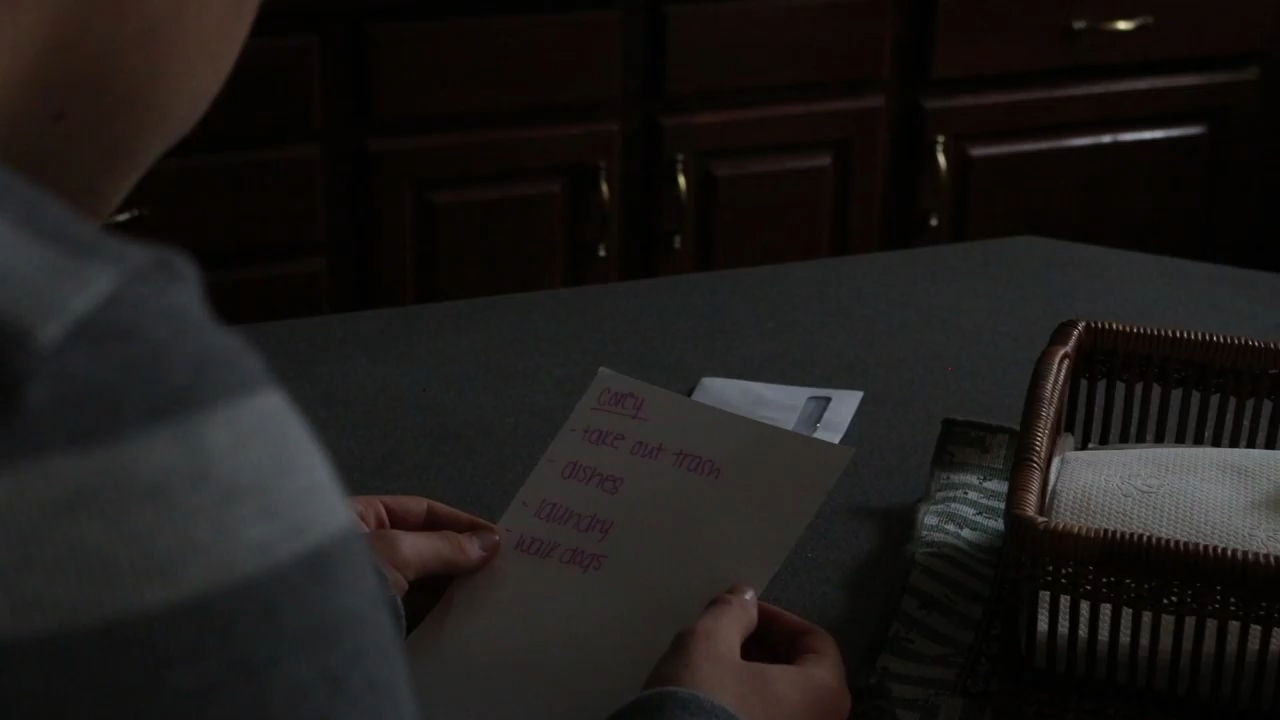 corey
- take out trash
- dishes
- laundry
- walk dogs